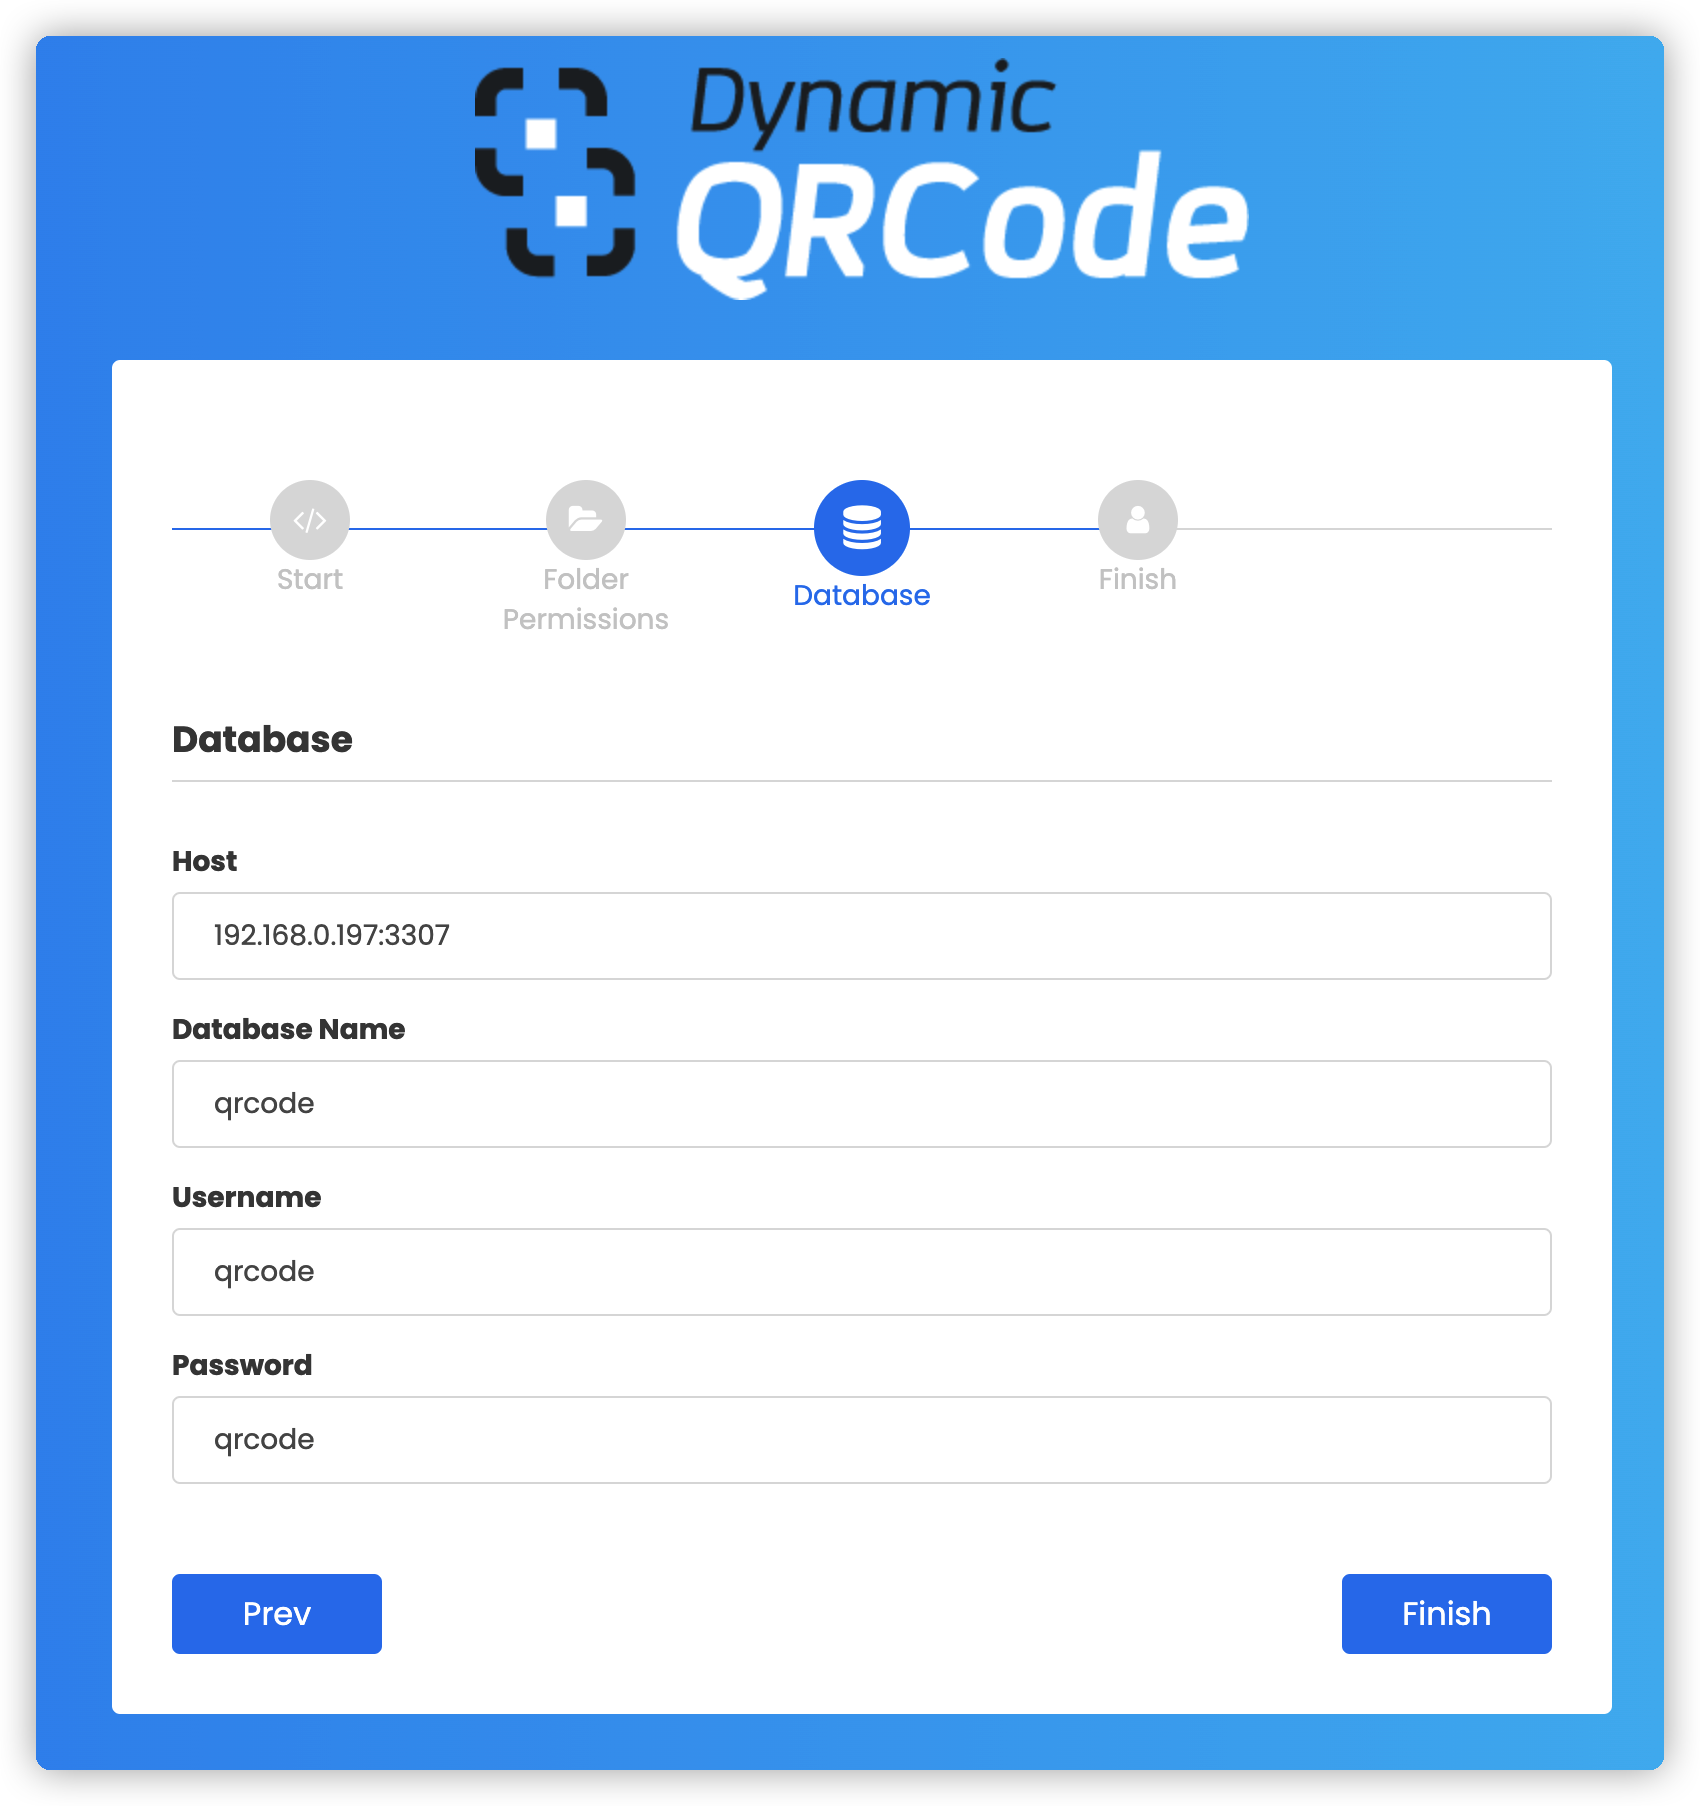 Dynamic
QRCode
Start
Folder
Permissions
Database
Finish
Database
Host
192.168.0.197:3307
Database Name
qrcode
Username
qrcode
Password
qrcode
Prev
Finish